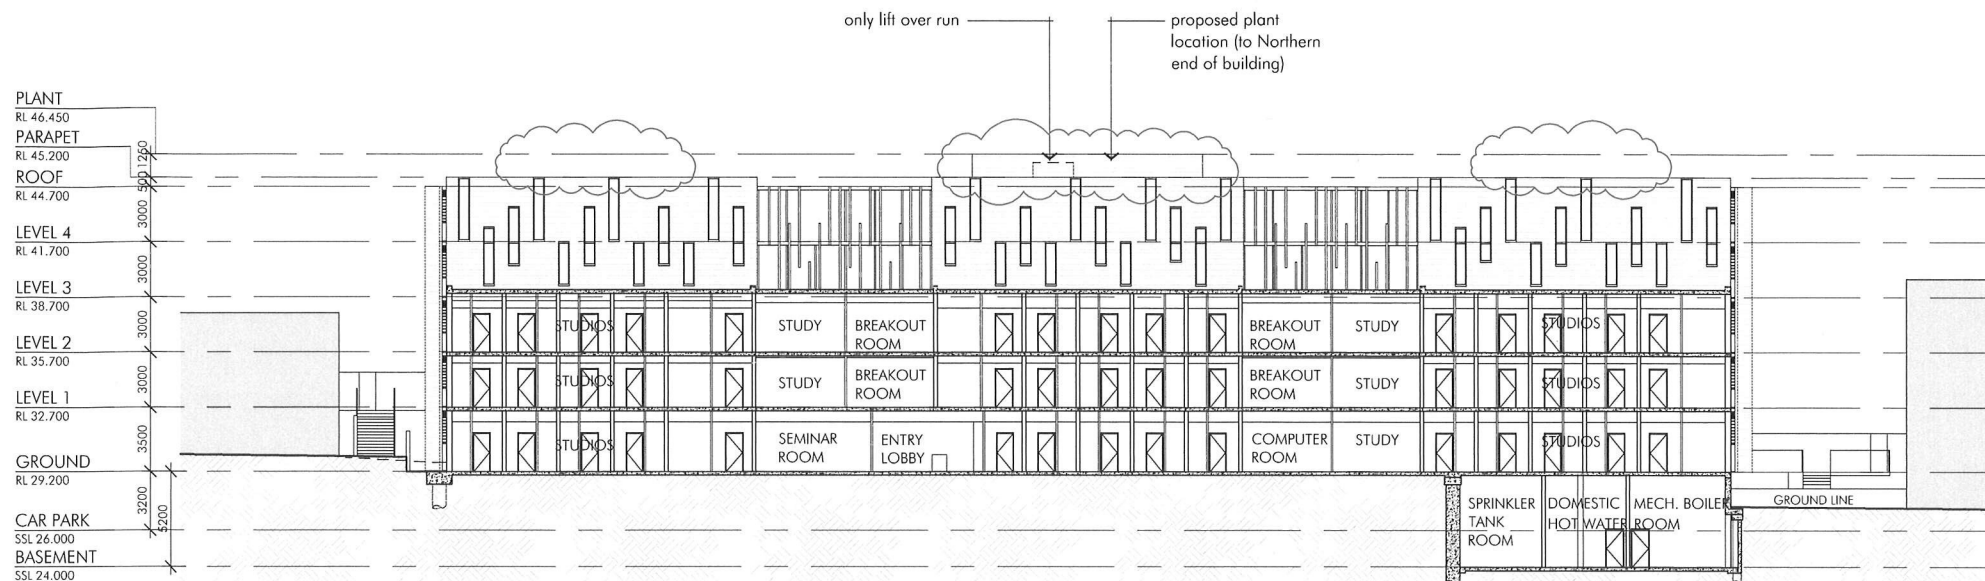 only lift over run
proposed plant
location (to Northern
end of building)
PLANT
RL 46.450
PARAPET
RL 45.200
ROOF
RL 44.700
LEVEL 4
RL 41.700
LEVEL 3
RL 38.700
LEVEL 2
RL 35.700
LEVEL 1
RL 32.700
GROUND
RL 29.200
CAR PARK
SSL 26.000
BASEMENT
SSL 24.000
1250
500
3000
3000
3000
3000
3500
3200
5200
STUDIOS
STUDY
BREAKOUT
ROOM
BREAKOUT
ROOM
STUDY
STUDIOS
STUDIOS
STUDY
BREAKOUT
ROOM
BREAKOUT
ROOM
STUDY
STUDIOS
STUDIOS
SEMINAR
ROOM
ENTRY
LOBBY
COMPUTER
ROOM
STUDY
STUDIOS
SPRINKLER
TANK
ROOM
DOMESTIC
HOT WATER
MECH. BOILER
ROOM
GROUND LINE